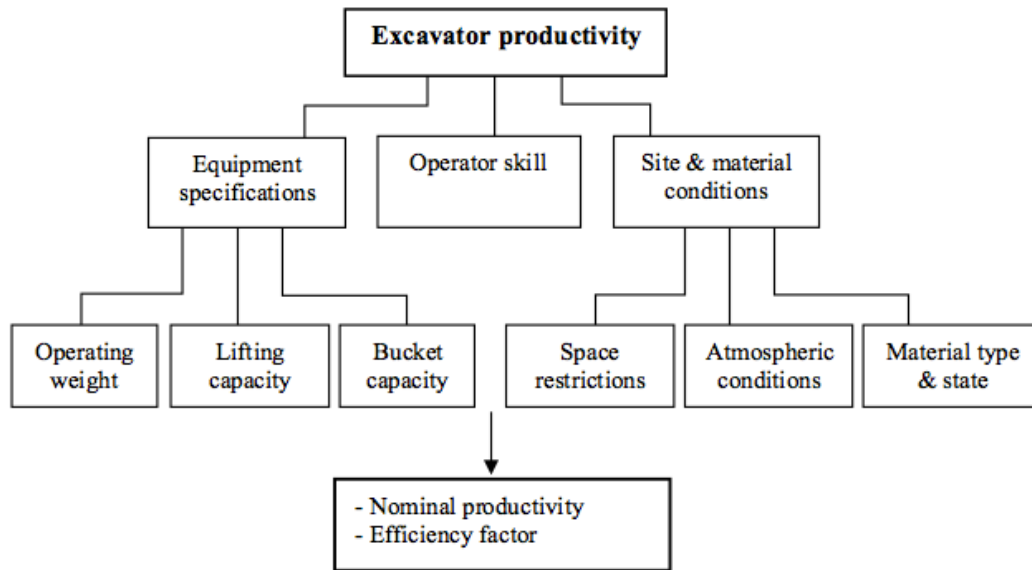 Excavator productivity
Equipment
specifications
Operator skill
Site & material
conditions
Operating
weight
Lifting
capacity
Bucket
capacity
Space
restrictions
Atmospheric
conditions
Material type
& state
- Nominal productivity
- Efficiency factor